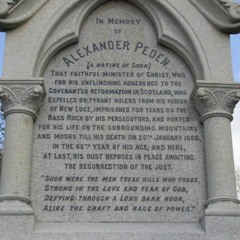 IN MEMORY
OF
ALEXANDER PEDEN.
(A NATIVE OF SORN)
THAT FAITHFUL MINISTER OF CHRIST, WHO
FOR HIS UNFLINCHING ADHERENCE TO THE
COVENANTED REFORMATION IN SCOTLAND, WAS
EXPELLED BY TYRANT RULERS FROM HIS PARISH
OF NEW LUCE, IMPRISONED FOR YEARS ON THE
BASS ROCK BY HIS PERSECUTORS, AND HUNTED
FOR HIS LIFE ON THE SURROUNDING MOUNTAINS
AND MOORS TILL HIS DEATH ON 26TH JANUARY 1686,
IN THE 60TH YEAR OF HIS AGE; AND HERE,
AT LAST, HIS DUST REPOSES IN PEACE AWAITING
THE RESURRECTION OF THE JUST.
"SUCH WERE THE MEN THESE HILLS WHO TRODE,
STRONG IN THE LOVE AND FEAR OF GOD,
DEFYING THROUGH A LONG DARK HOUR,
ALIKE THE CRAFT AND RAGE OF POWER."